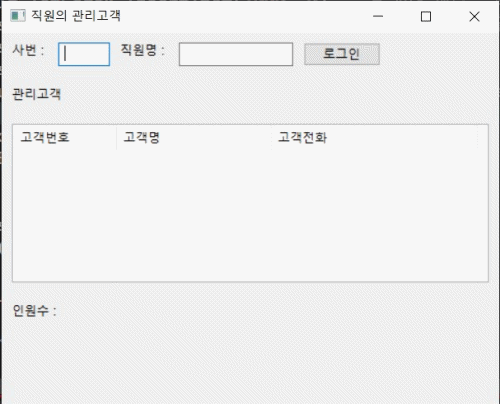 직원의 관리고객
사번 : 직원명 : 로그인
관리고객
고객번호 고객명 고객전화
인원수 :